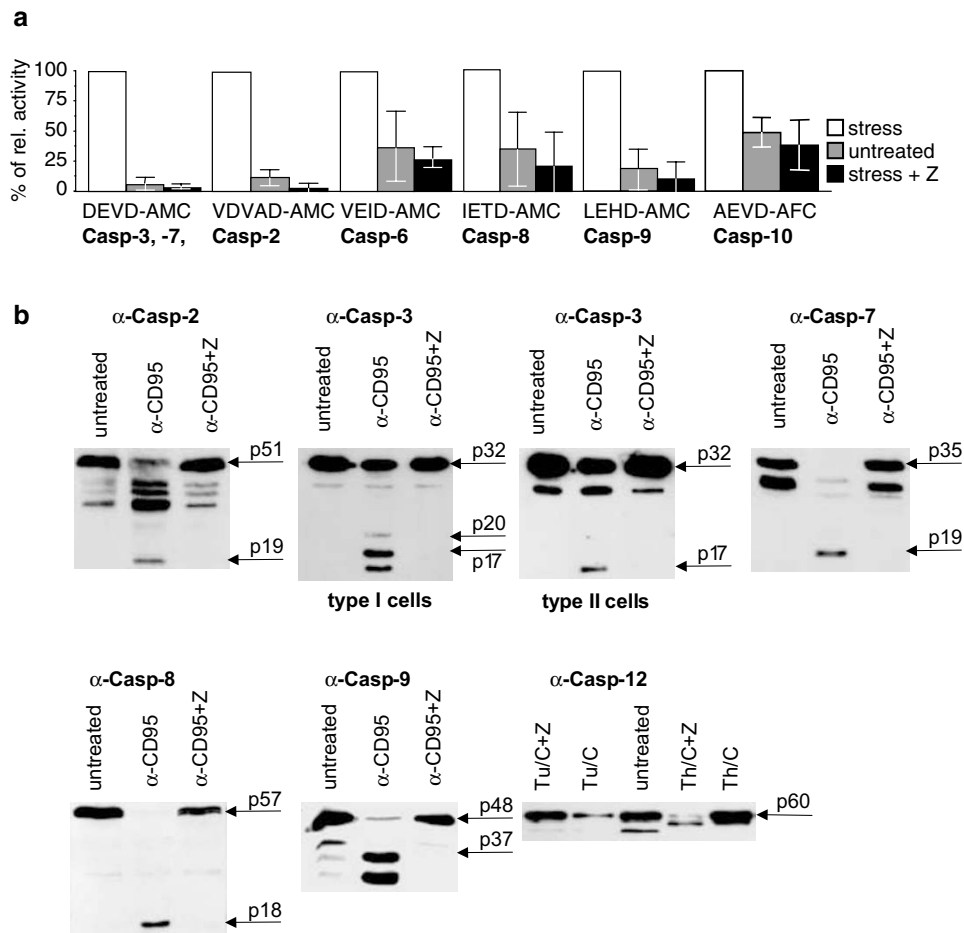 a
% of rel. activity
100
75
50
25
0
DEVD-AMC VDVAD-AMC VEID-AMC IETD-AMC LEHD-AMC AEVD-AFC
Casp-3, -7, Casp-2 Casp-6 Casp-8 Casp-9 Casp-10
stress
untreated
stress + Z
b
α-Casp-2
untreated
α-CD95
α-CD95+Z
p51
p19
α-Casp-3
untreated
α-CD95
α-CD95+Z
p32
p20
p17
type I cells
α-Casp-3
untreated
α-CD95
α-CD95+Z
p32
p17
type II cells
α-Casp-7
untreated
α-CD95
α-CD95+Z
p35
p19
α-Casp-8
untreated
α-CD95
α-CD95+Z
p57
p18
α-Casp-9
untreated
α-CD95
α-CD95+Z
p48
p37
α-Casp-12
Tu/C+Z
Tu/C
untreated
Th/C+Z
Th/C
p60